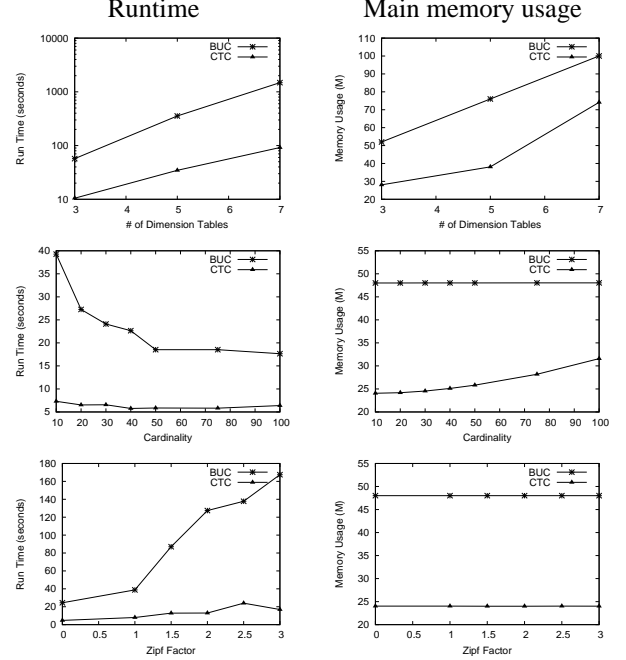 Runtime
Main memory usage
Run Time (seconds)
10000
1000
100
10
BUC
CTC
3 4 5 6 7
# of Dimension Tables
Memory Usage (M)
110
100
90
80
70
60
50
40
30
20
BUC
CTC
3 4 5 6 7
# of Dimension Tables
Run Time (seconds)
40
35
30
25
20
15
10
5
BUC
CTC
10 20 30 40 50 60 70 80 90 100
Cardinality
Memory Usage (M)
55
50
45
40
35
30
25
20
BUC
CTC
10 20 30 40 50 60 70 80 90 100
Cardinality
Run Time (seconds)
180
160
140
120
100
80
60
40
20
0
BUC
CTC
0 0.5 1 1.5 2 2.5 3
Zipf Factor
Memory Usage (M)
55
50
45
40
35
30
25
20
BUC
CTC
0 0.5 1 1.5 2 2.5 3
Zipf Factor